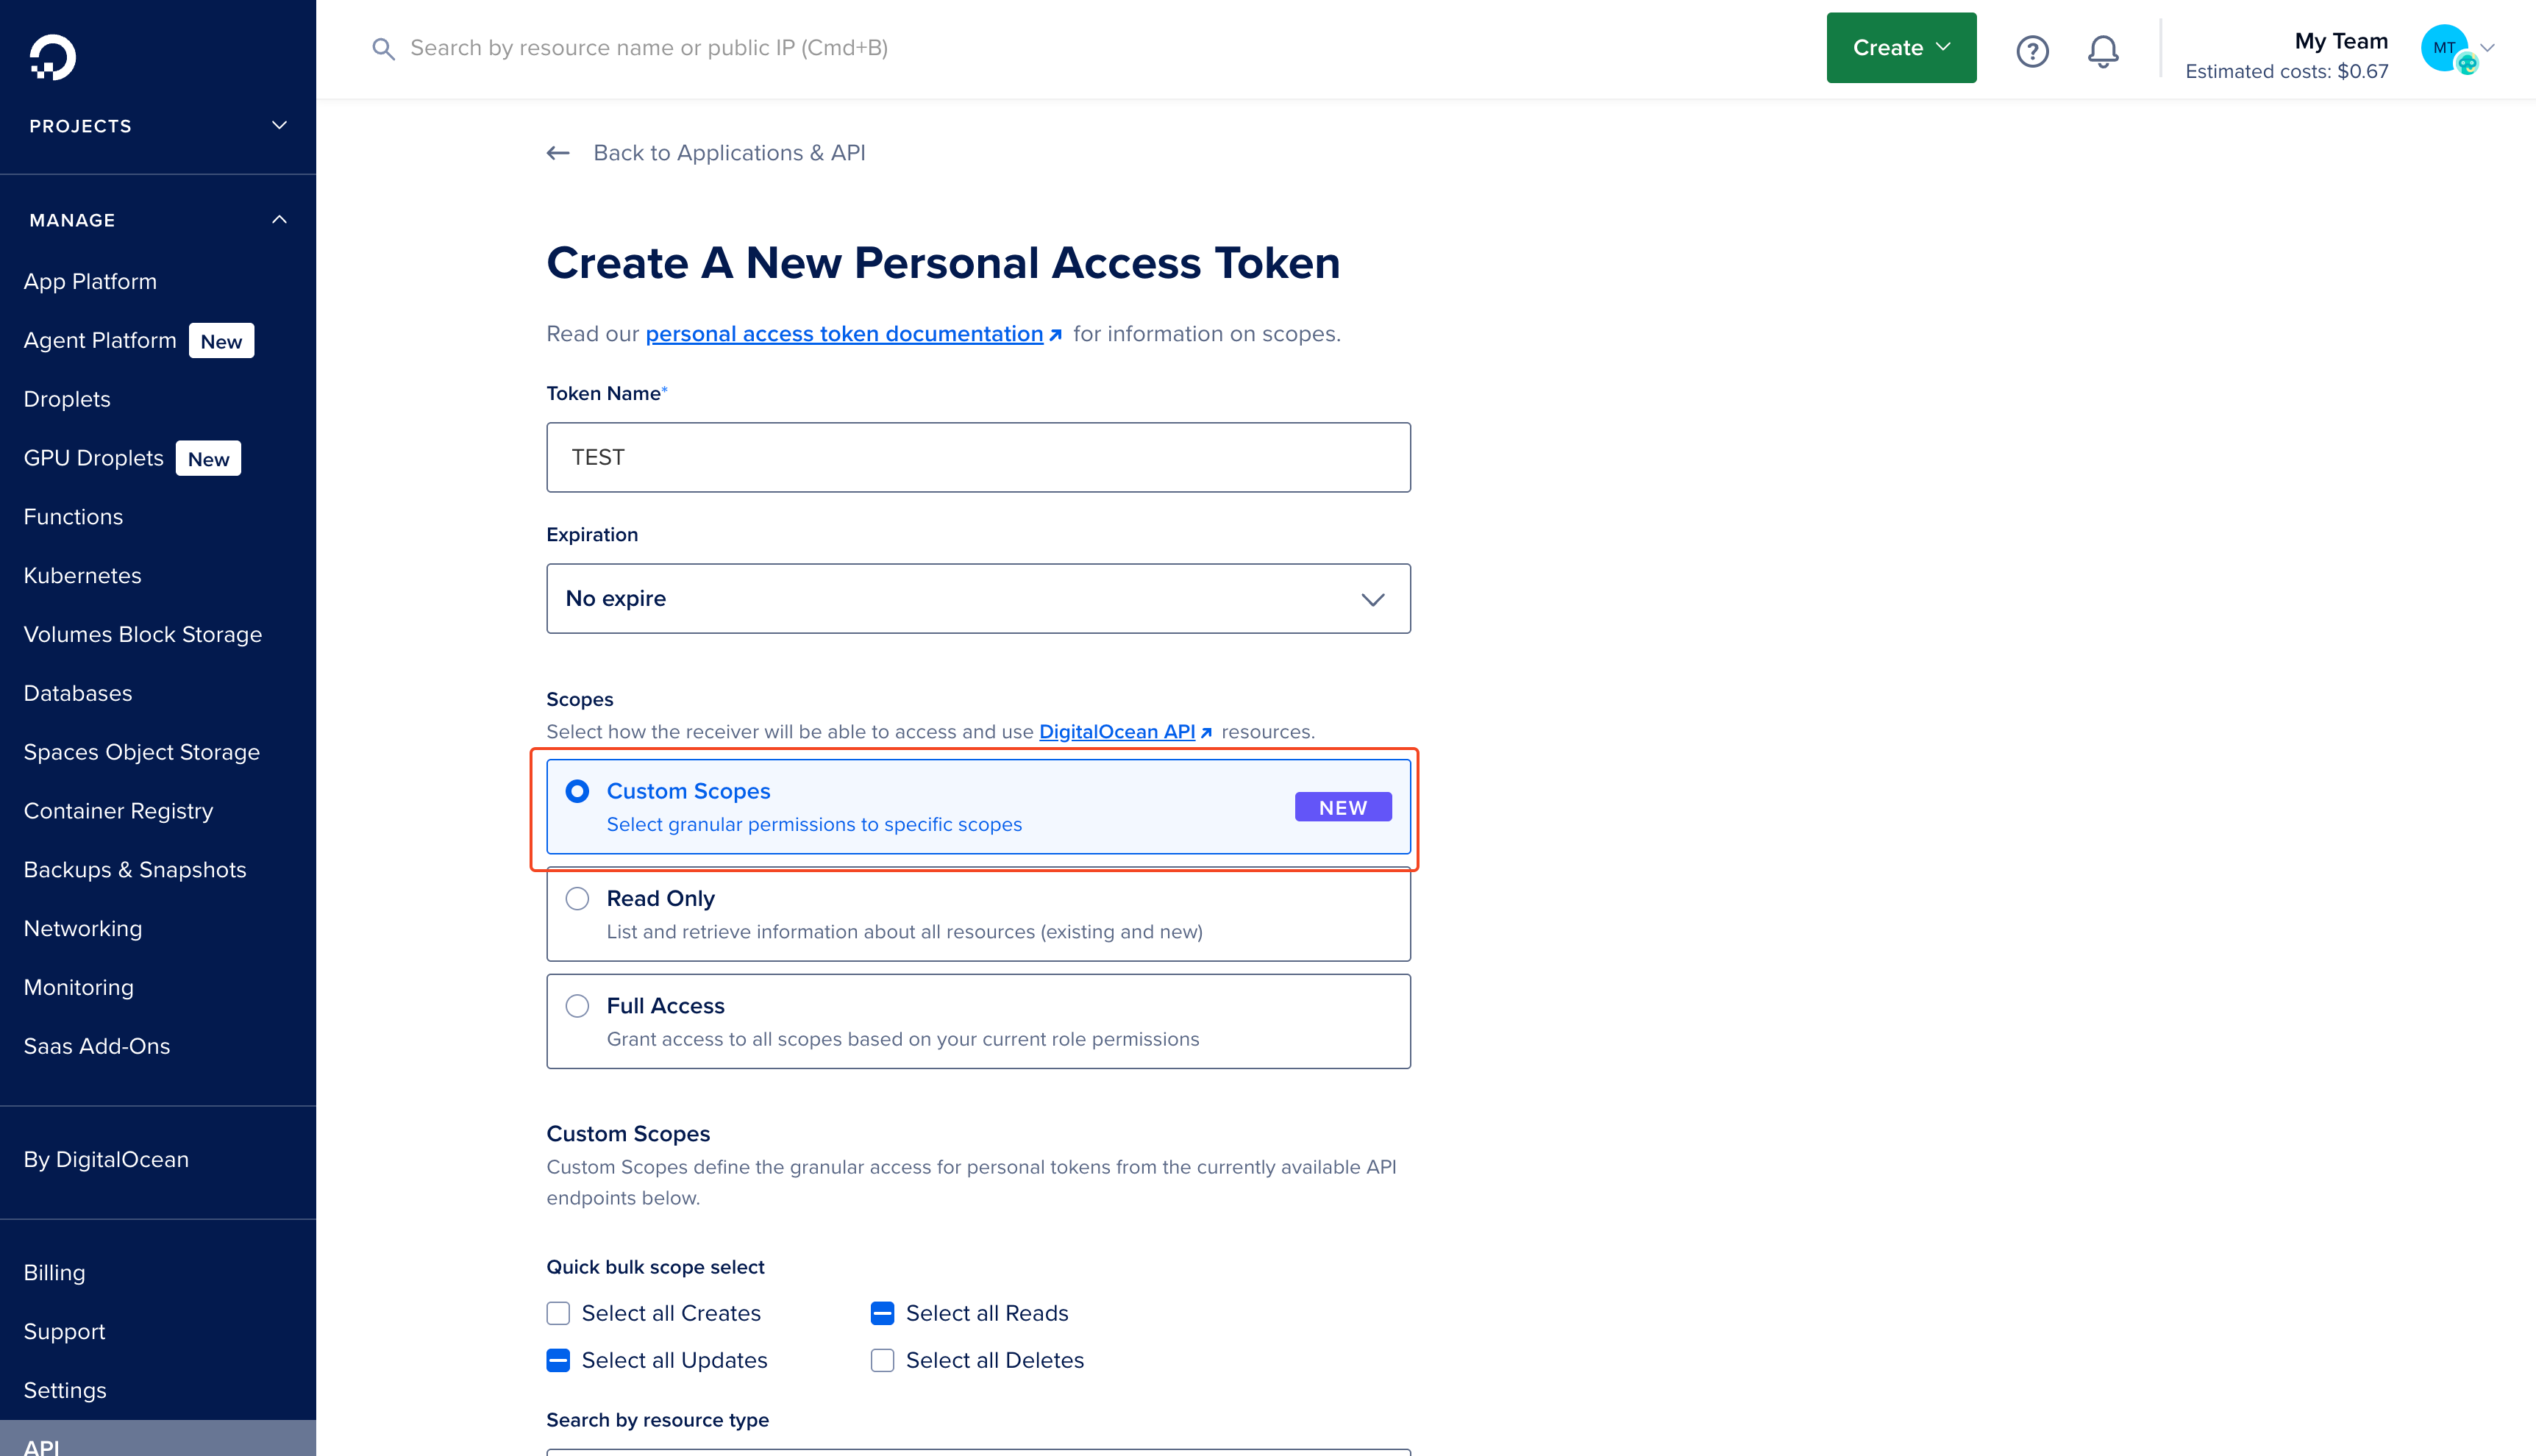 Search by resource name or public IP (Cmd+B)
Create
My Team
Estimated costs: $0.67
MT
PROJECTS
MANAGE
App Platform
Agent Platform New
Droplets
GPU Droplets New
Functions
Kubernetes
Volumes Block Storage
Databases
Spaces Object Storage
Container Registry
Backups & Snapshots
Networking
Monitoring
Saas Add-Ons
By DigitalOcean
Billing
Support
Settings
API
Back to Applications & API
Create A New Personal Access Token
Read our personal access token documentation for information on scopes.
Token Name*
TEST
Expiration
No expire
Scopes
Select how the receiver will be able to access and use DigitalOcean API resources.
Custom Scopes
Select granular permissions to specific scopes
NEW
Read Only
List and retrieve information about all resources (existing and new)
Full Access
Grant access to all scopes based on your current role permissions
Custom Scopes
Custom Scopes define the granular access for personal tokens from the currently available API
endpoints below.
Quick bulk scope select
Select all Creates
Select all Reads
Select all Updates
Select all Deletes
Search by resource type